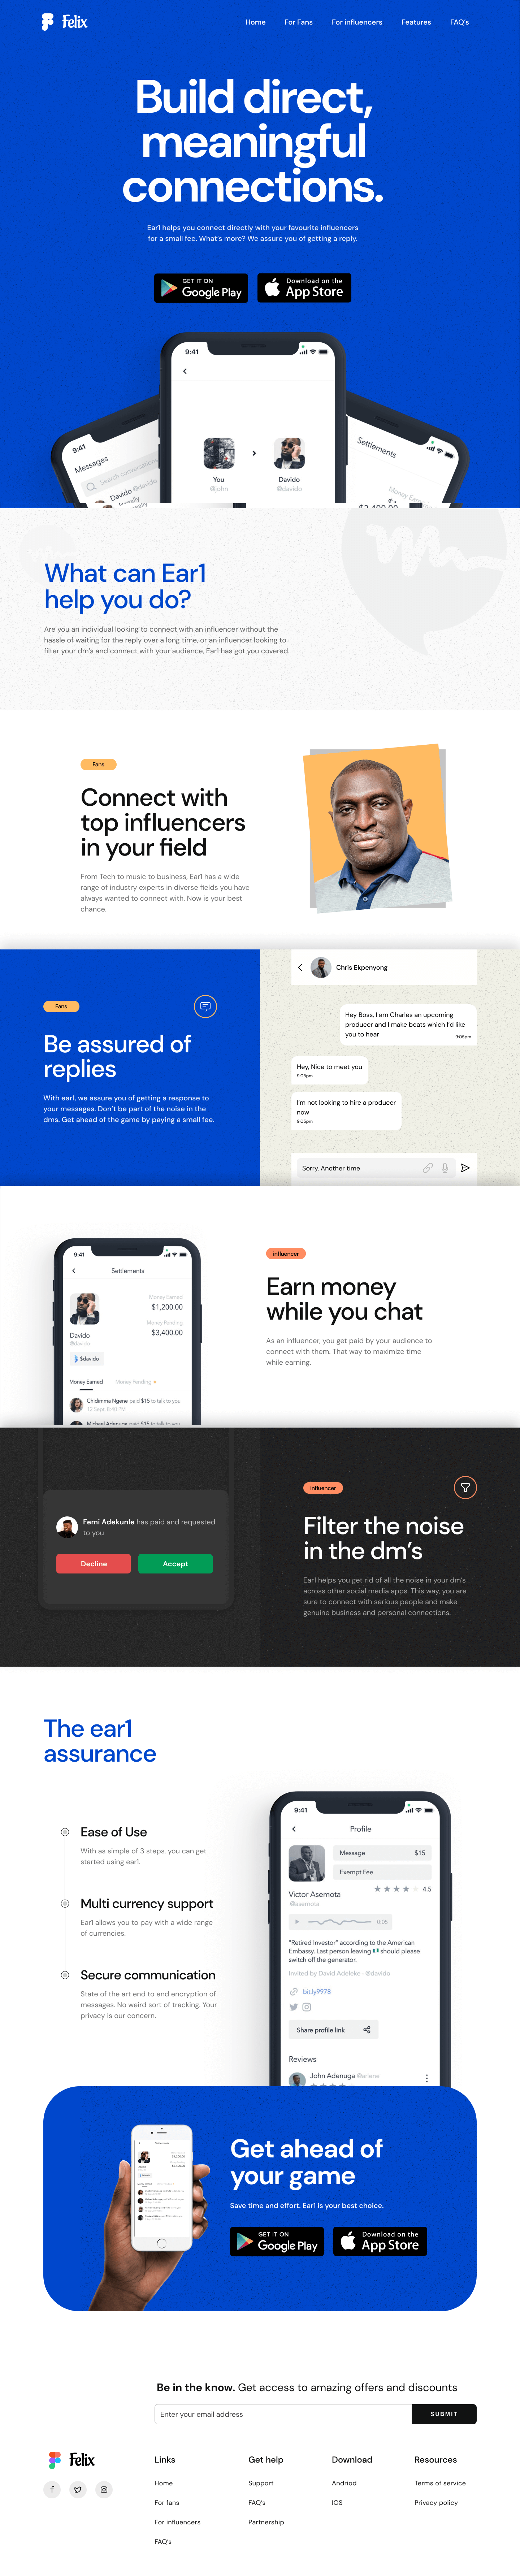 Felix
Home
For Fans
For influencers
Features
FAQ's
Build direct,
meaningful
connections.
Ear1 helps you connect directly with your favourite influencers
for a small fee. What's more? We assure you of getting a reply.
GET IT ON
Google Play
Download on the
App Store
9:41
Messages
Search conversations
Davido @davido
9:41
You
@john
Davido
@davido
Settlements
Money Earned
$2,400.00
What can Ear1
help you do?
Are you an individual looking to connect with an influencer without the
hassle of waiting for the reply over a long time, or an influencer looking to
filter your dm's and connect with your audience, Ear1 has got you covered.
Fans
Connect with
top influencers
in your field
From Tech to music to business, Ear1 has a wide
range of industry experts in diverse fields you have
always wanted to connect with. Now is your best
chance.
Fans
Be assured of
replies
With ear1, we assure you of getting a response to
your messages. Don't be part of the noise in the
dms. Get ahead of the game by paying a small fee.
Chris Ekpenyong
Hey Boss, I am Charles an upcoming
producer and I make beats which I'd like
you to hear
9:05pm
Hey, Nice to meet you
9:05pm
I'm not looking to hire a producer
now
9:05pm
Sorry. Another time
9:41
Settlements
Money Earned
$1,200.00
Money Pending
$3,400.00
Davido
@davido
$davido
Money Earned
Money Pending
Chidimma Ngene paid $15 to talk to you.
12 Sept, 9:45 PM
Michael Adenuga paid $15 to talk to you.
influencer
Earn money
while you chat
As an influencer, you get paid by your audience to
connect with them. That way to maximize time
while earning.
Femi Adekunle has paid and requested
to you
Decline
Accept
influencer
Filter the noise
in the dm's
Ear1 helps you get rid of all the noise in your dm's
across other social media apps. This way, you are
sure to connect with serious people and make
genuine business and personal connections.
The ear1
assurance
Ease of Use
With as simple of 3 steps, you can get
started using ear1.
Multi currency support
Ear1 allows you to pay with a wide range
of currencies.
Secure communication
State of the art end to end encryption of
messages. No weird sort of tracking. Your
privacy is our concern.
9:41
Profile
Message
$15
Exempt Fee
Victor Asemota
@asemota
4.5
0:05
"Retired Investor" according to the American
Embassy. Last person leaving should please
switch off the generator.
Invited by David Adeleke - @davido
bit.ly9978
Share profile link
Reviews
John Adenuga
Get ahead of
your game
Save time and effort. Ear1 is your best choice.
GET IT ON
Google Play
Download on the
App Store
Be in the know. Get access to amazing offers and discounts
Enter your email address
SUBMIT
Felix
Links
Home
For fans
For influencers
FAQ's
Get help
Support
FAQ's
Partnership
Download
Andriod
IOS
Resources
Terms of service
Privacy policy